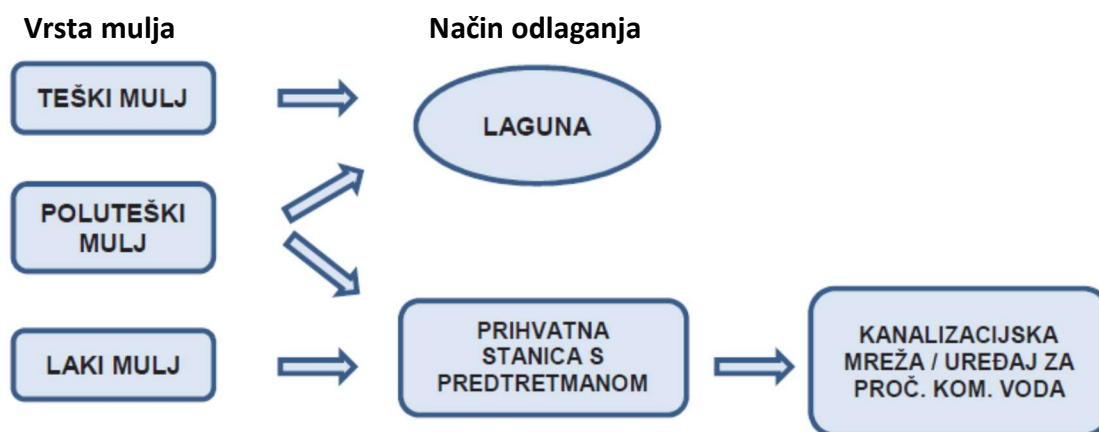 Vrsta mulja
Način odlaganja
TEŠKI MULJ
LAGUNA
POLUTEŠKI
MULJ
LAKI MULJ
PRIHVATNA
STANICA S
PREDTRETMANOM
KANALIZACIJSKA
MREŽA / UREĐAJ ZA
PROČ. KOM. VODA